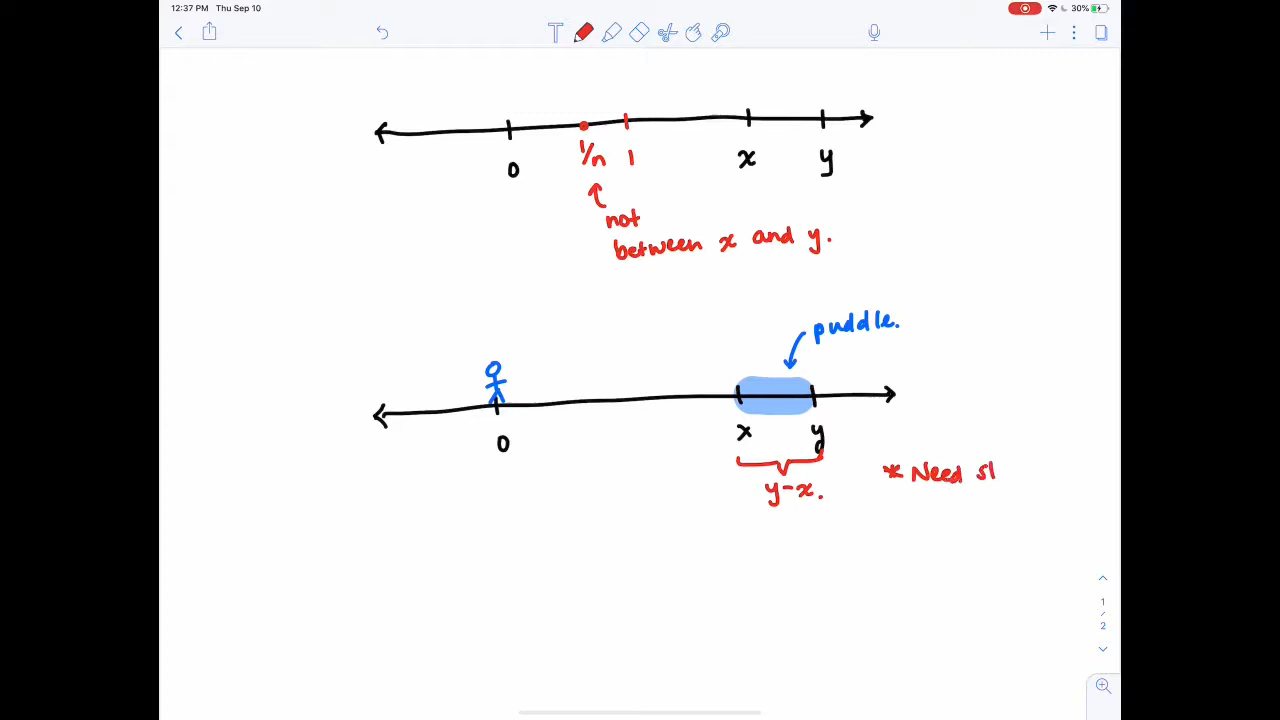 12:37 PM Thu Sep 10
30%
T
0
1/n
1
x
y
not
between x and y.
puddle.
0
x
y
y-x.
* Need sl
1
/
2